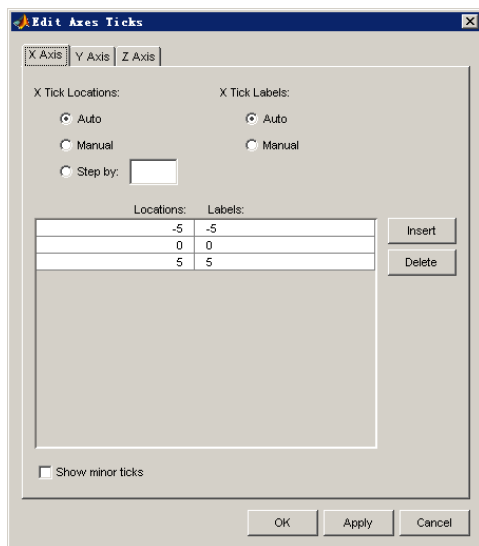 Edit Axes Ticks
X Axis Y Axis Z Axis
X Tick Locations: X Tick Labels:
Auto Auto
Manual Manual
Step by:
Locations: Labels:
-5 -5
0 0
5 5
Insert
Delete
Show minor ticks
OK Apply Cancel